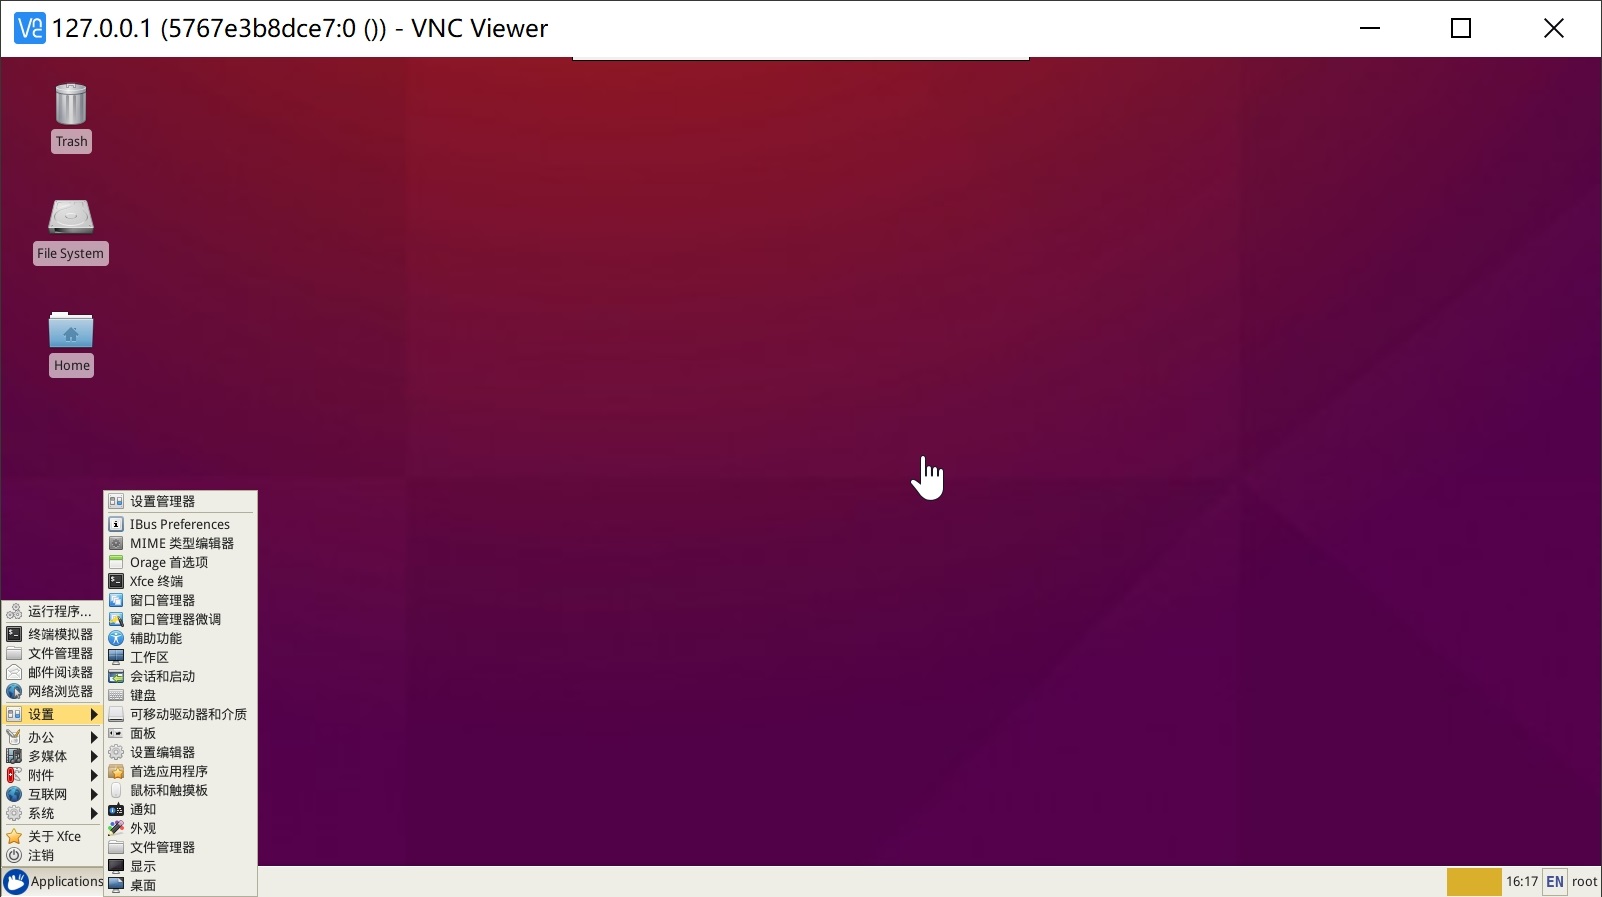 127.0.0.1 (5767e3b8dce7:0 ()) - VNC Viewer
Trash
File System
Home
设置管理器
IBus Preferences
MIME 类型编辑器
Orage 首选项
Xfce 终端
窗口管理器
窗口管理器微调
辅助功能
工作区
会话和启动
键盘
可移动驱动器和介质
面板
设置编辑器
首选应用程序
鼠标和触摸板
通知
外观
文件管理器
显示
桌面
运行程序...
终端模拟器
文件管理器
邮件阅读器
网络浏览器
设置
办公
多媒体
附件
互联网
系统
关于 Xfce
注销
Applications
16:17 EN root